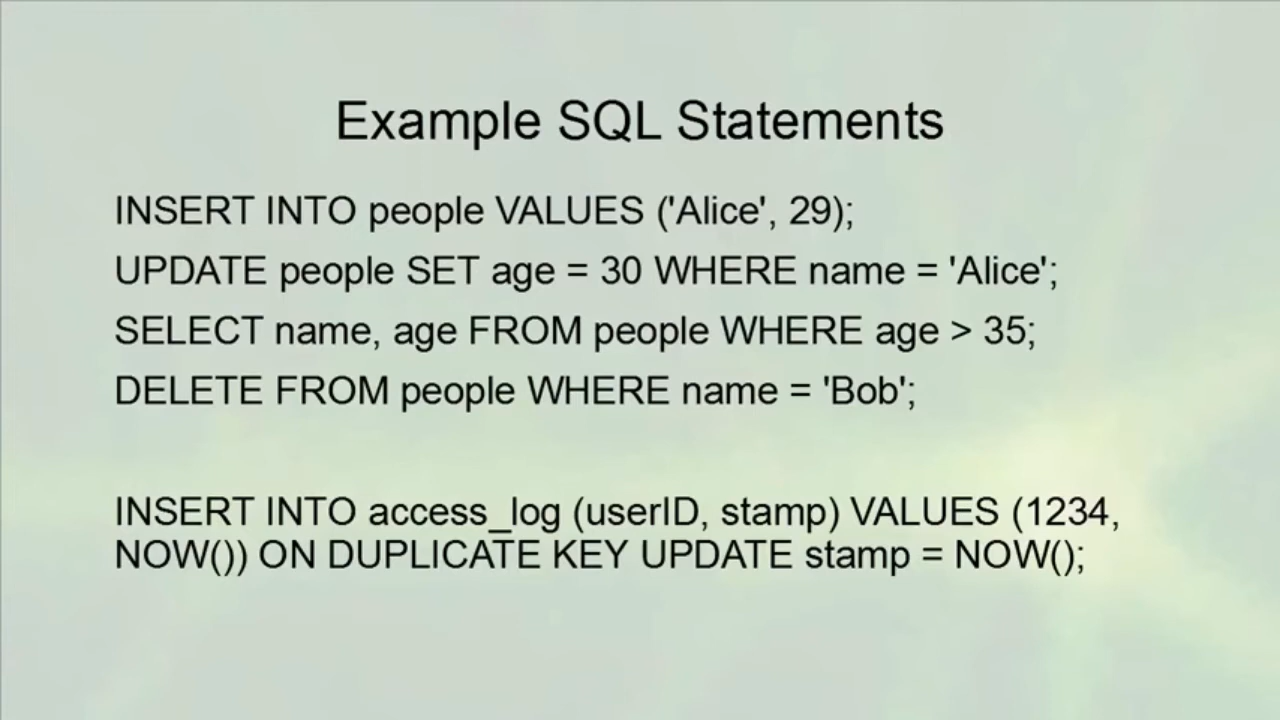 Example SQL Statements
INSERT INTO people VALUES ('Alice', 29);
UPDATE people SET age = 30 WHERE name = 'Alice';
SELECT name, age FROM people WHERE age > 35;
DELETE FROM people WHERE name = 'Bob';
INSERT INTO access_log (userID, stamp) VALUES (1234,
NOW()) ON DUPLICATE KEY UPDATE stamp = NOW();